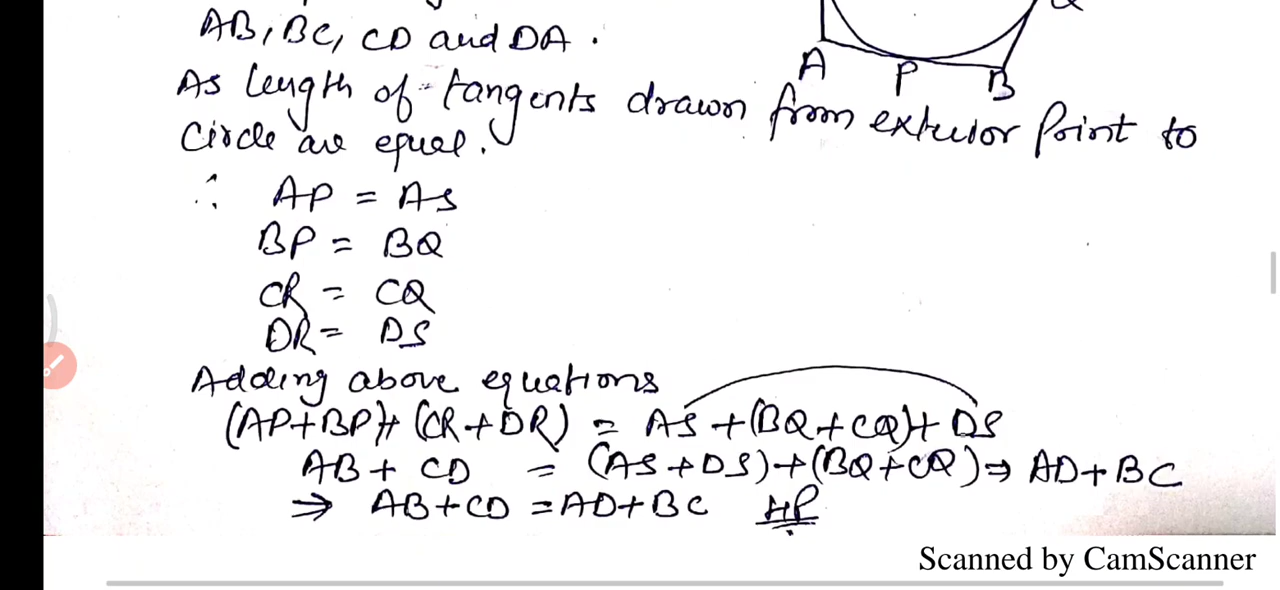 AB, BC, CD and DA.
A P B
As length of tangents drawn from exterior Point to
Circle are equal.
∴ AP = AS
BP = BQ
CR = CQ
DR = DS
Adding above equations
(AP+BP)+(CR+DR) = AS+(BQ+CQ)+DS
AB+CD = (AS+DS)+(BQ+CQ)⇒ AD+BC
⇒ AB+CD = AD+BC HP
Scanned by CamScanner